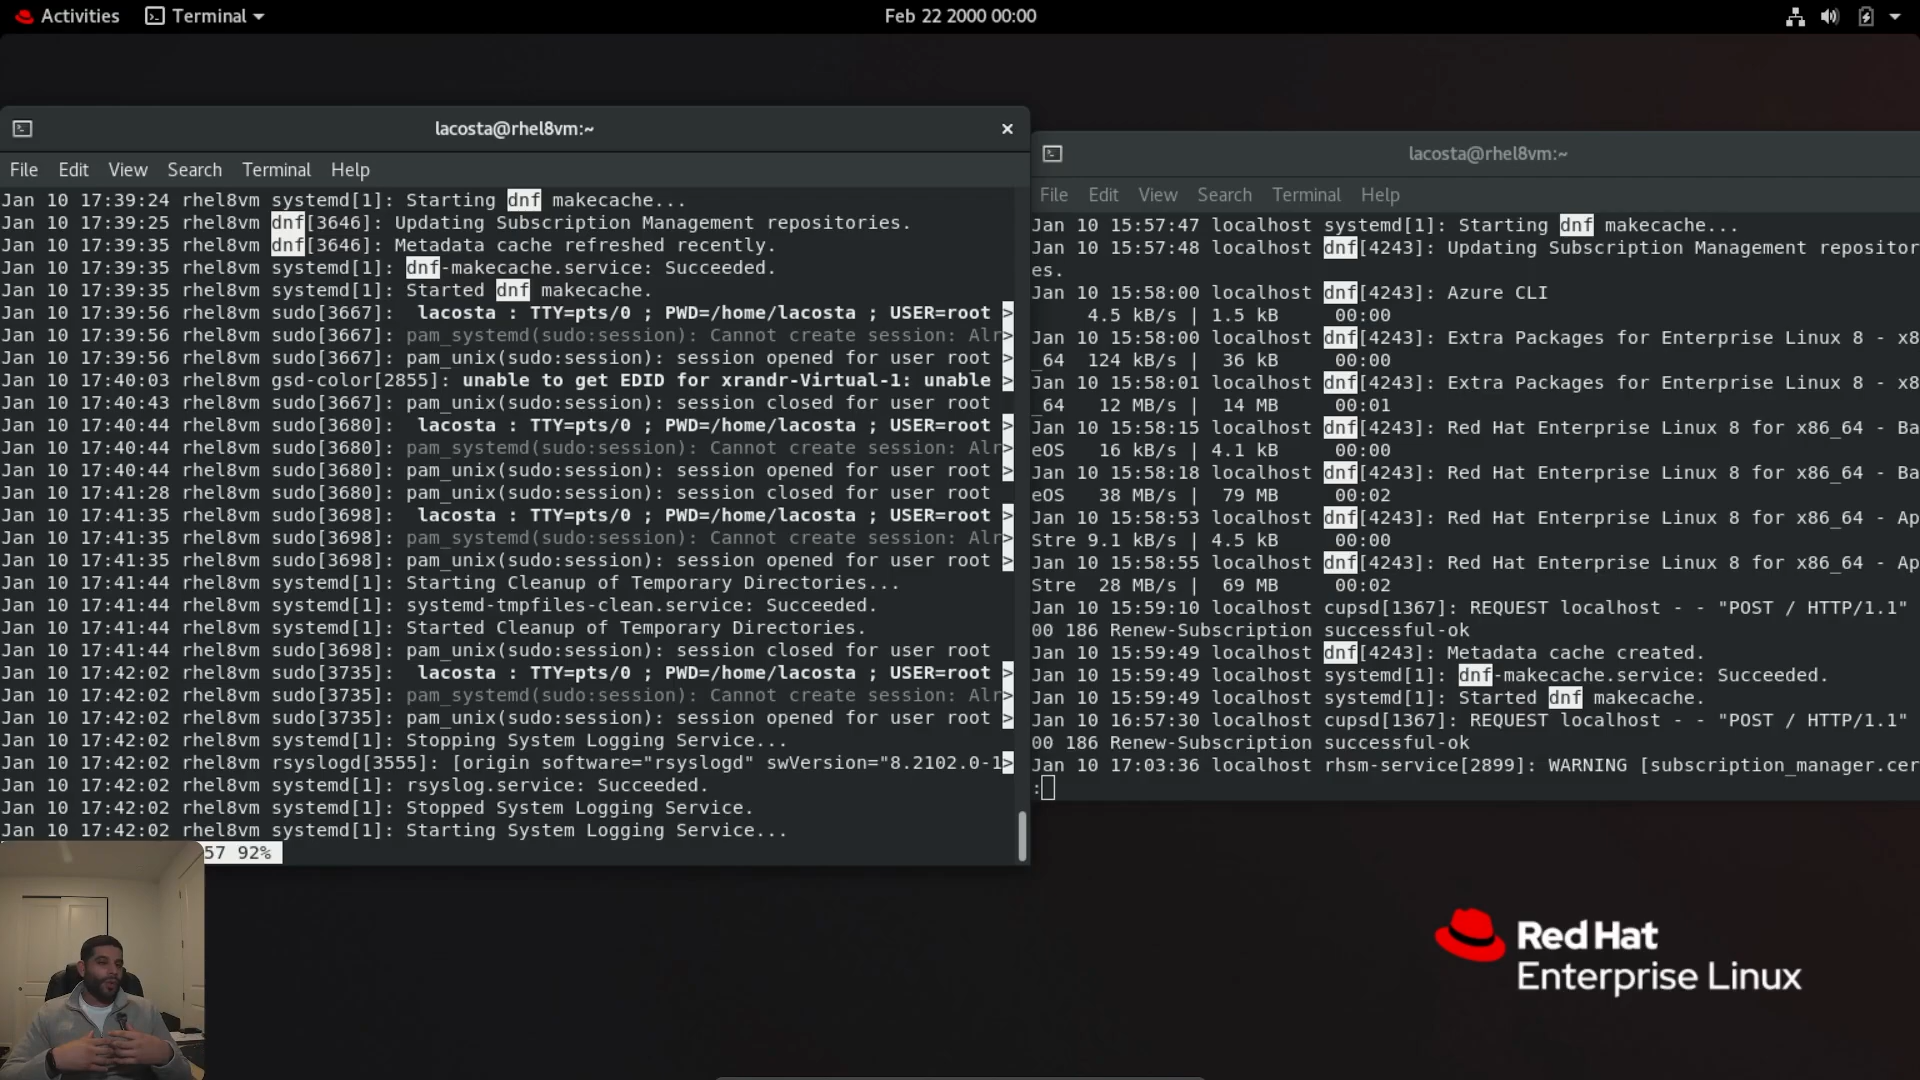 Activities
Terminal
Feb 22 2000 00:00
lacosta@rhel8vm:~
File Edit View Search Terminal Help
Jan 10 17:39:24 rhel8vm systemd[1]: Starting dnf makecache...
Jan 10 17:39:25 rhel8vm dnf[3646]: Updating Subscription Management repositories.
Jan 10 17:39:35 rhel8vm dnf[3646]: Metadata cache refreshed recently.
Jan 10 17:39:35 rhel8vm systemd[1]: dnf-makecache.service: Succeeded.
Jan 10 17:39:35 rhel8vm systemd[1]: Started dnf makecache.
Jan 10 17:39:56 rhel8vm sudo[3667]:  lacosta : TTY=pts/0 ; PWD=/home/lacosta ; USER=root >
Jan 10 17:39:56 rhel8vm sudo[3667]: pam_systemd(sudo:session): Cannot create session: Alr>
Jan 10 17:39:56 rhel8vm sudo[3667]: pam_unix(sudo:session): session opened for user root >
Jan 10 17:40:03 rhel8vm gsd-color[2855]: unable to get EDID for xrandr-Virtual-1: unable >
Jan 10 17:40:43 rhel8vm sudo[3667]: pam_unix(sudo:session): session closed for user root
Jan 10 17:40:44 rhel8vm sudo[3680]:  lacosta : TTY=pts/0 ; PWD=/home/lacosta ; USER=root >
Jan 10 17:40:44 rhel8vm sudo[3680]: pam_systemd(sudo:session): Cannot create session: Alr>
Jan 10 17:40:44 rhel8vm sudo[3680]: pam_unix(sudo:session): session opened for user root >
Jan 10 17:41:28 rhel8vm sudo[3680]: pam_unix(sudo:session): session closed for user root
Jan 10 17:41:35 rhel8vm sudo[3698]:  lacosta : TTY=pts/0 ; PWD=/home/lacosta ; USER=root >
Jan 10 17:41:35 rhel8vm sudo[3698]: pam_systemd(sudo:session): Cannot create session: Alr>
Jan 10 17:41:35 rhel8vm sudo[3698]: pam_unix(sudo:session): session opened for user root >
Jan 10 17:41:44 rhel8vm systemd[1]: Starting Cleanup of Temporary Directories...
Jan 10 17:41:44 rhel8vm systemd[1]: systemd-tmpfiles-clean.service: Succeeded.
Jan 10 17:41:44 rhel8vm systemd[1]: Started Cleanup of Temporary Directories.
Jan 10 17:41:44 rhel8vm sudo[3698]: pam_unix(sudo:session): session closed for user root
Jan 10 17:42:02 rhel8vm sudo[3735]:  lacosta : TTY=pts/0 ; PWD=/home/lacosta ; USER=root >
Jan 10 17:42:02 rhel8vm sudo[3735]: pam_systemd(sudo:session): Cannot create session: Alr>
Jan 10 17:42:02 rhel8vm sudo[3735]: pam_unix(sudo:session): session opened for user root >
Jan 10 17:42:02 rhel8vm systemd[1]: Stopping System Logging Service...
Jan 10 17:42:02 rhel8vm rsyslogd[3555]: [origin software="rsyslogd" swVersion="8.2102.0-1>
Jan 10 17:42:02 rhel8vm systemd[1]: rsyslog.service: Succeeded.
Jan 10 17:42:02 rhel8vm systemd[1]: Stopped System Logging Service.
Jan 10 17:42:02 rhel8vm systemd[1]: Starting System Logging Service...
57 92%
lacosta@rhel8vm:~
File Edit View Search Terminal Help
Jan 10 15:57:47 localhost systemd[1]: Starting dnf makecache...
Jan 10 15:57:48 localhost dnf[4243]: Updating Subscription Management repositor
es.
Jan 10 15:58:00 localhost dnf[4243]: Azure CLI
4.5 kB/s | 1.5 kB     00:00
Jan 10 15:58:00 localhost dnf[4243]: Extra Packages for Enterprise Linux 8 - x8
_64  124 kB/s |  36 kB     00:00
Jan 10 15:58:01 localhost dnf[4243]: Extra Packages for Enterprise Linux 8 - x8
_64   12 MB/s |  14 MB     00:01
Jan 10 15:58:15 localhost dnf[4243]: Red Hat Enterprise Linux 8 for x86_64 - Ba
eOS   16 kB/s | 4.1 kB     00:00
Jan 10 15:58:18 localhost dnf[4243]: Red Hat Enterprise Linux 8 for x86_64 - Ba
eOS   38 MB/s |  79 MB     00:02
Jan 10 15:58:53 localhost dnf[4243]: Red Hat Enterprise Linux 8 for x86_64 - Ap
Stre 9.1 kB/s | 4.5 kB     00:00
Jan 10 15:58:55 localhost dnf[4243]: Red Hat Enterprise Linux 8 for x86_64 - Ap
Stre  28 MB/s |  69 MB     00:02
Jan 10 15:59:10 localhost cupsd[1367]: REQUEST localhost - - "POST / HTTP/1.1"
00 186 Renew-Subscription successful-ok
Jan 10 15:59:49 localhost dnf[4243]: Metadata cache created.
Jan 10 15:59:49 localhost systemd[1]: dnf-makecache.service: Succeeded.
Jan 10 15:59:49 localhost systemd[1]: Started dnf makecache.
Jan 10 16:57:30 localhost cupsd[1367]: REQUEST localhost - - "POST / HTTP/1.1"
00 186 Renew-Subscription successful-ok
Jan 10 17:03:36 localhost rhsm-service[2899]: WARNING [subscription_manager.cer
:
Red Hat
Enterprise Linux